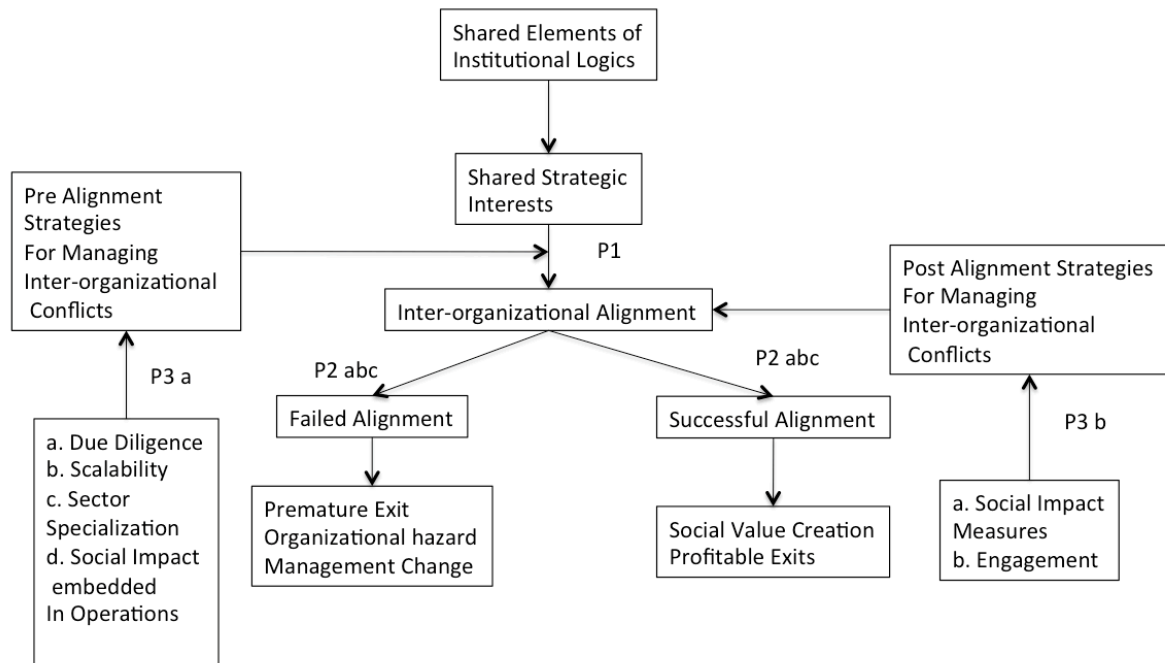 Shared Elements of
Institutional Logics
Shared Strategic
Interests
P1
Pre Alignment
Strategies
For Managing
Inter-organizational
Conflicts
Post Alignment Strategies
For Managing
Inter-organizational
Conflicts
Inter-organizational Alignment
P3 a
P2 abc
P2 abc
P3 b
Failed Alignment
Successful Alignment
a. Due Diligence
b. Scalability
c. Sector
Specialization
d. Social Impact
embedded
In Operations
Premature Exit
Organizational hazard
Management Change
Social Value Creation
Profitable Exits
a. Social Impact
Measures
b. Engagement